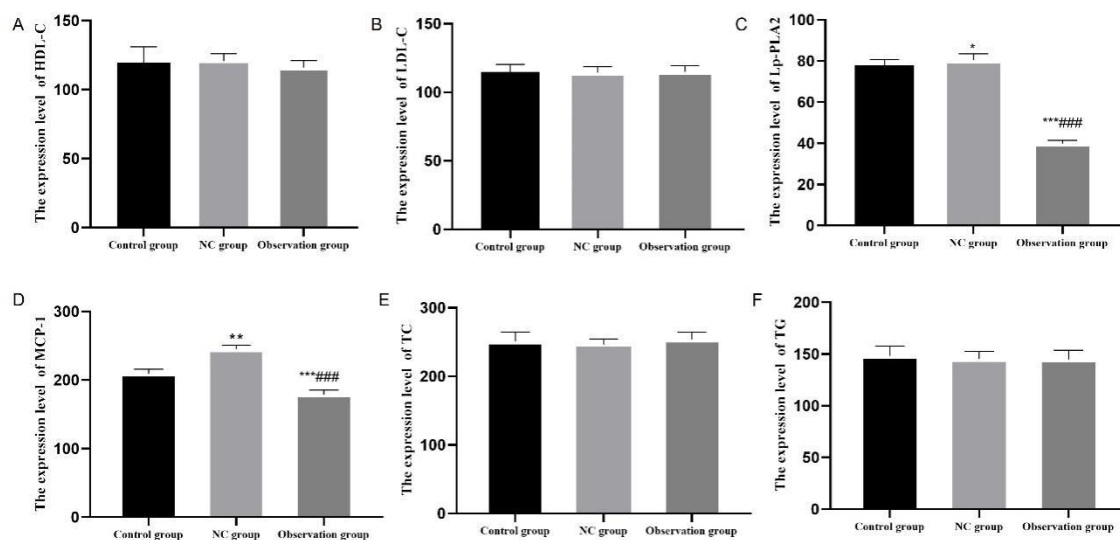 A
The expression level of HDL-C
150
100
50
0
Control group NC group Observation group
B
The expression level of LDL-C
150
100
50
0
Control group NC group Observation group
C
The expression level of Lp-PLA2
100
80
60
40
20
0
*
***###
Control group NC group Observation group
D
The expression level of MCP-1
300
200
100
0
**
***###
Control group NC group Observation group
E
The expression level of TC
300
200
100
0
Control group NC group Observation group
F
The expression level of TG
200
150
100
50
0
Control group NC group Observation group